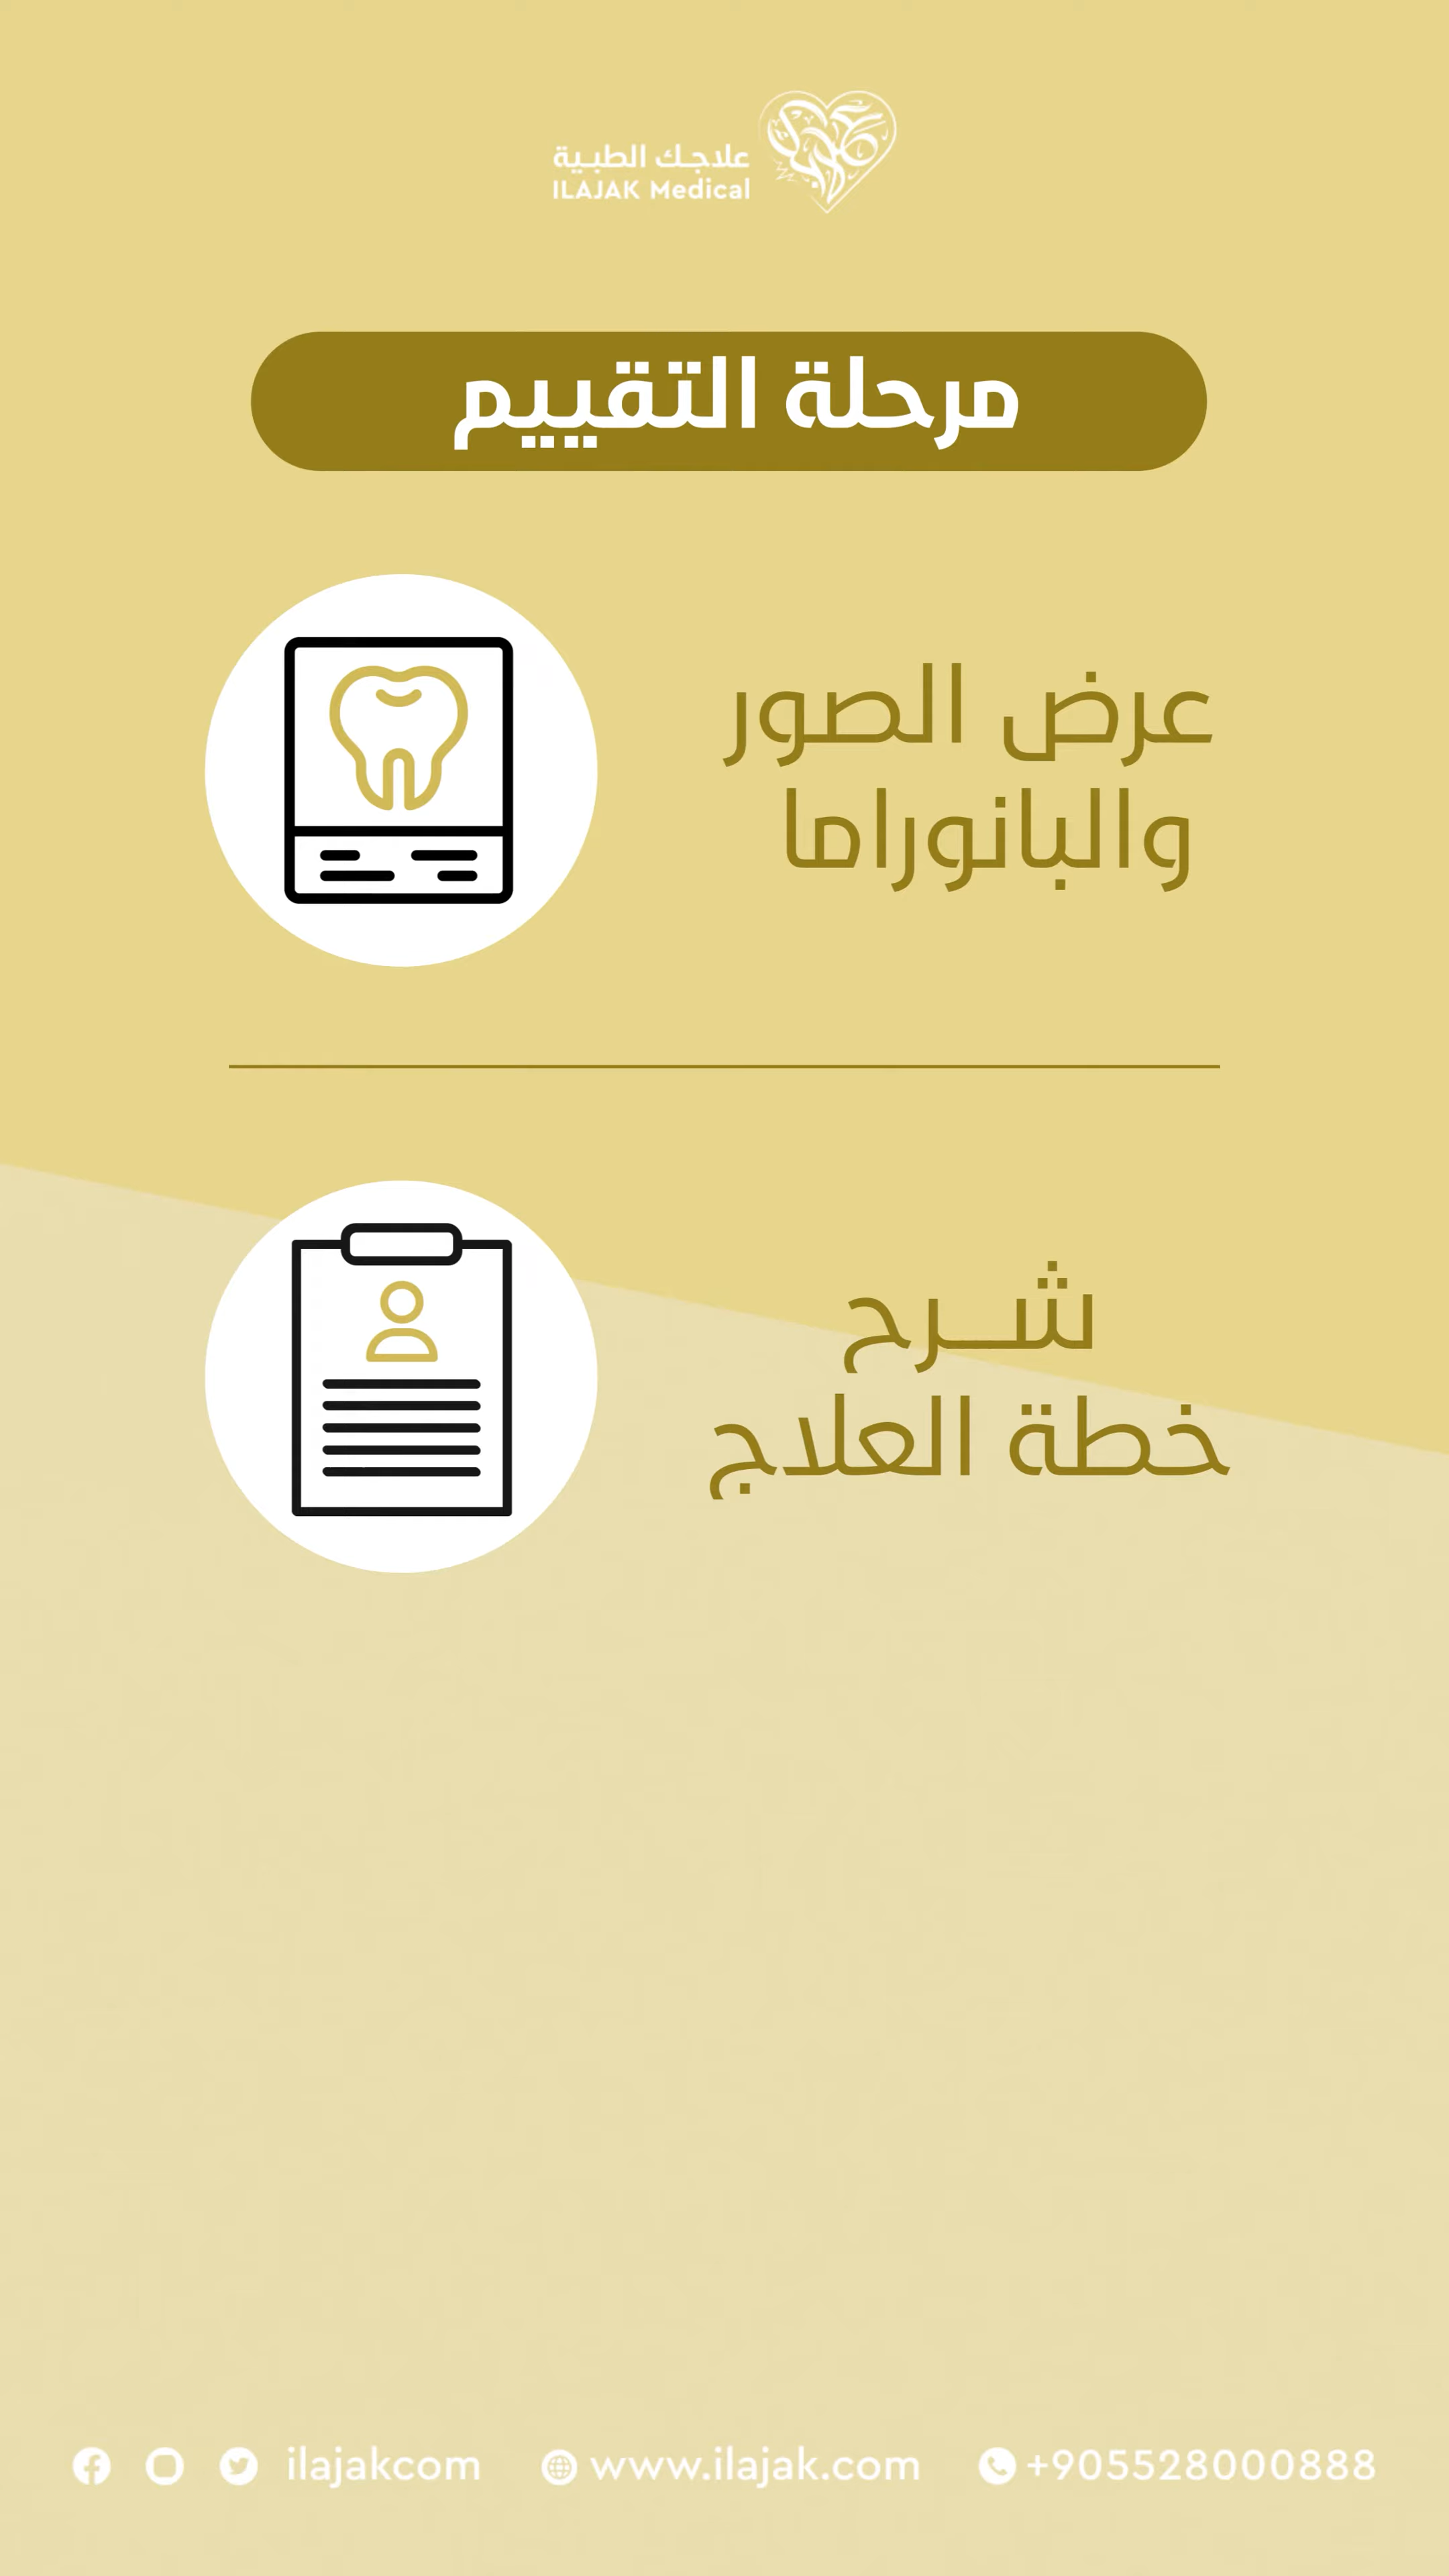 علاجك الطبية
ILAJAK Medical
مرحلة التقييم
عرض الصور
والبانوراما
شـــرح
خطة العلاج
ilajakcom www.ilajak.com +905528000888